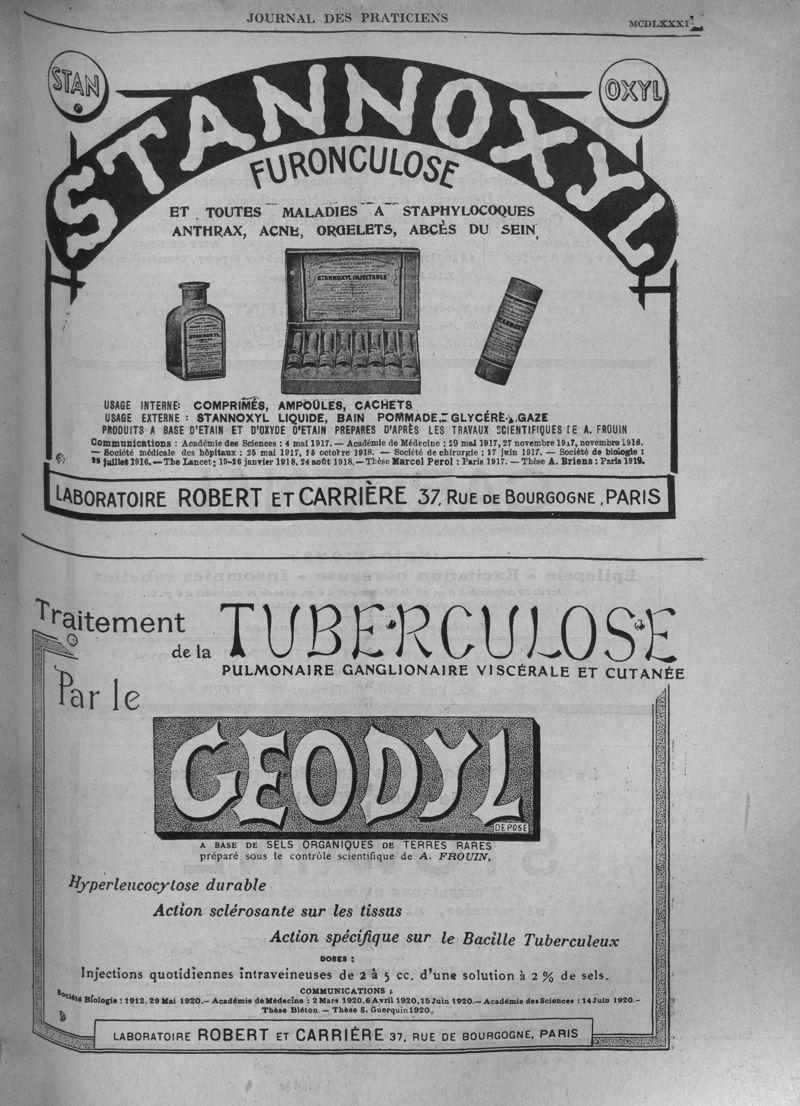 JOURNAL DES PRATICIENS
STAN
OXYL
STANNOXYL
FURONCULOSE
ET TOUTES MALADIES A STAPHYLOCOQUES
ANTHRAX, ACNE, ORGELETS, ABCÈS DU SEIN
STANNOXYL INJECTABLE
STANNOXYL
STANNOXYL
USAGE INTERNE: COMPRIMÉS, AMPOULES, CACHETS
USAGE EXTERNE : STANNOXYL LIQUIDE, BAIN POMMADE, GLYCÉRÉ, GAZE
PRODUITS A BASE D'ETAIN ET D'OXYDE D'ETAIN PREPARES D'APRÈS LES TRAVAUX SCIENTIFIQUES DE A. FROUIN
Communications : Académie des Sciences : 4 mai 1917. — Académie de Médecine : 29 mai 1917, 27 novembre 1917, novembre 1918.
— Société médicale des hôpitaux : 25 mai 1917, 15 octobre 1918. — Société de chirurgie : 17 juin 1917. — Société de biologie :
juillet 1916. — The Lancet; 19-26 janvier 1918, 24 août 1918. — Thèse Marcel Perol : Paris 1917. — Thèse A. Briens : Paris 1919.
LABORATOIRE ROBERT ET CARRIÈRE 37, RUE DE BOURGOGNE, PARIS
Traitement
de la TUBERCULOSE
PULMONAIRE GANGLIONAIRE VISCÉRALE ET CUTANÉE
Par le
GEODYL
DEPOSE
A BASE DE SELS ORGANIQUES DE TERRES RARES
préparé sous le contrôle scientifique de A. FROUIN.
Hyperleucocytose durable
Action sclérosante sur les tissus
Action spécifique sur le Bacille Tuberculeux
DOSES :
Injections quotidiennes intraveineuses de 2 à 5 cc. d'une solution à 2 % de sels.
COMMUNICATIONS :
Société Biologie : 1912, 29 Mai 1920. — Académie de Médecine : 2 Mars 1920, 6 Avril 1920, 15 Juin 1920. — Académie des Sciences : 14 Juin 1920. —
Thèse Bléton. — Thèse S. Guerquin 1920.
LABORATOIRE ROBERT ET CARRIÈRE 37, RUE DE BOURGOGNE, PARIS